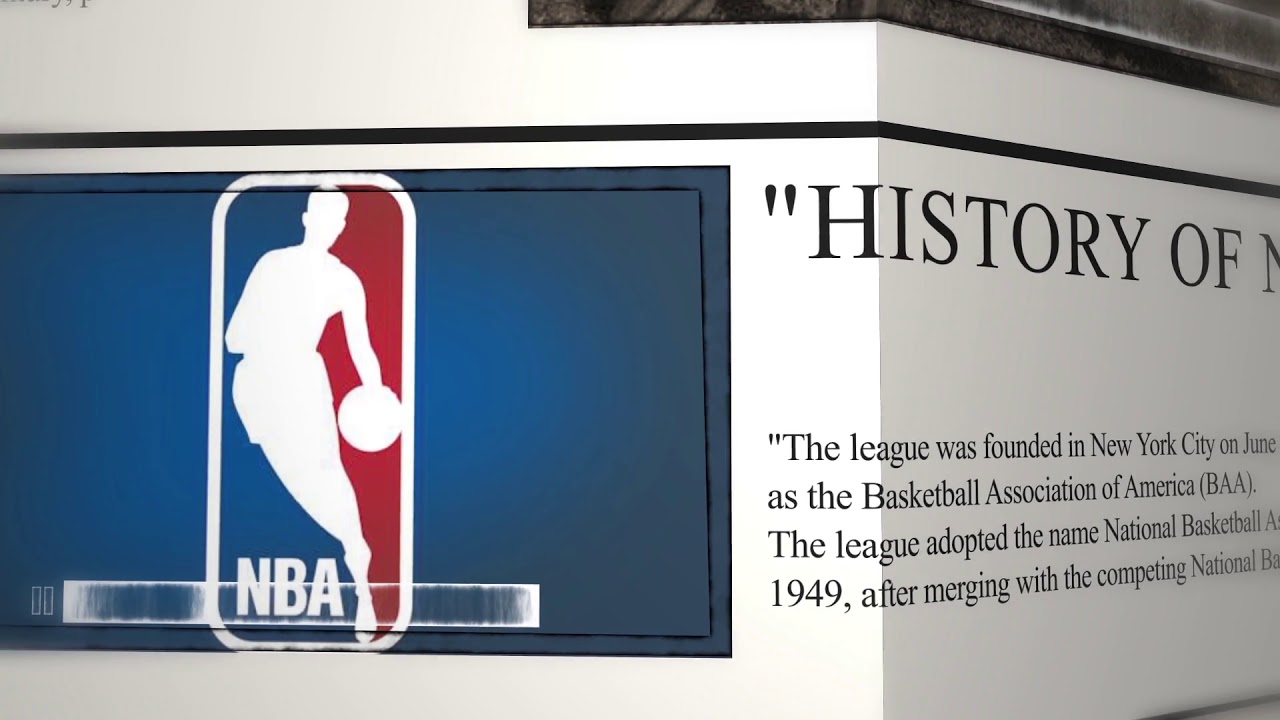 "HISTORY OF
NBA
"The league was founded in New York City on June
as the Basketball Association of America (BAA).
The league adopted the name National Basketball
1949, after merging with the competing National